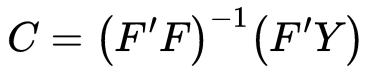 C = (F′F)⁻¹(F′Y)